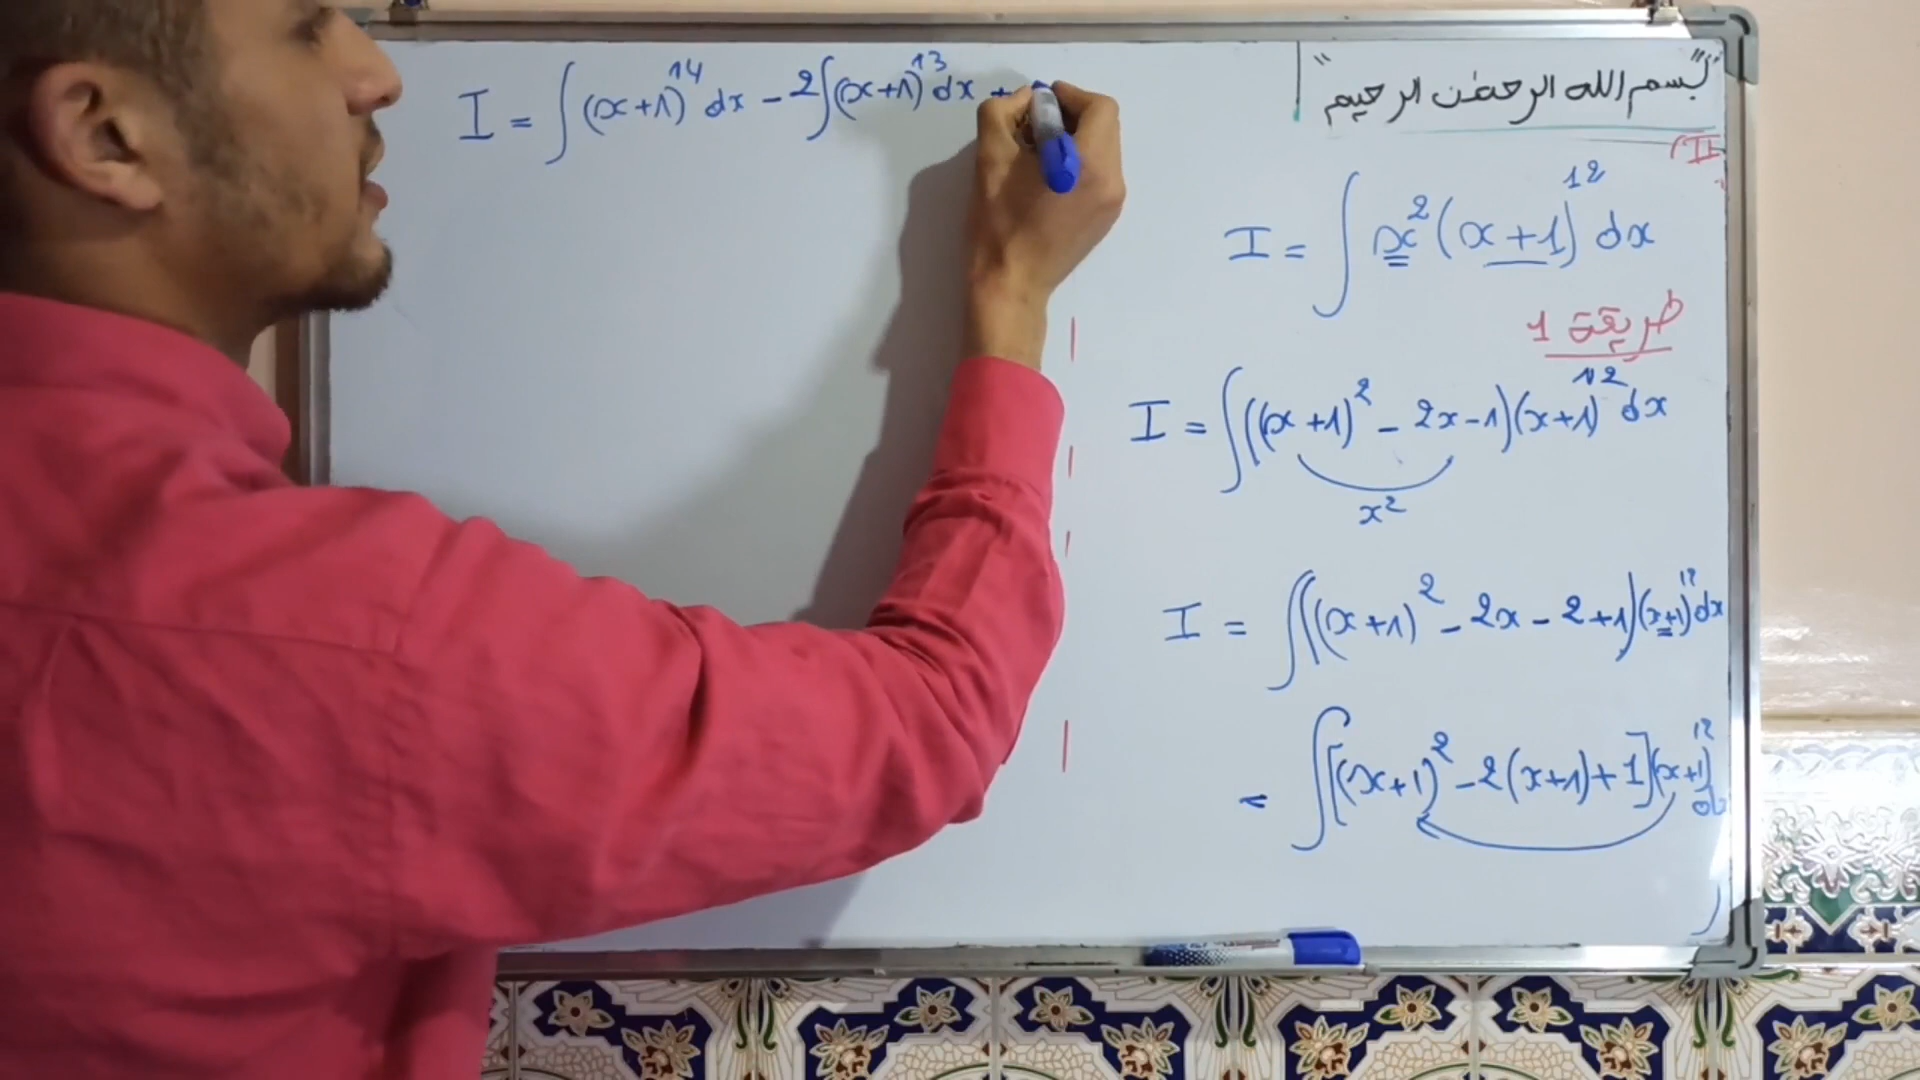 "بسم الله الرحمٰن الرحيم"
I = ∫ x² (x+1)¹² dx
طريقة 1
I = ∫ ((x+1)² - 2x - 1)(x+1)¹² dx
x²
I = ∫ ((x+1)² - 2x - 2 + 1)(x+1)¹² dx
= ∫ [(x+1)² - 2(x+1) + 1](x+1)¹² dx
I = ∫ (x+1)¹⁴ dx - 2 ∫ (x+1)¹³ dx +